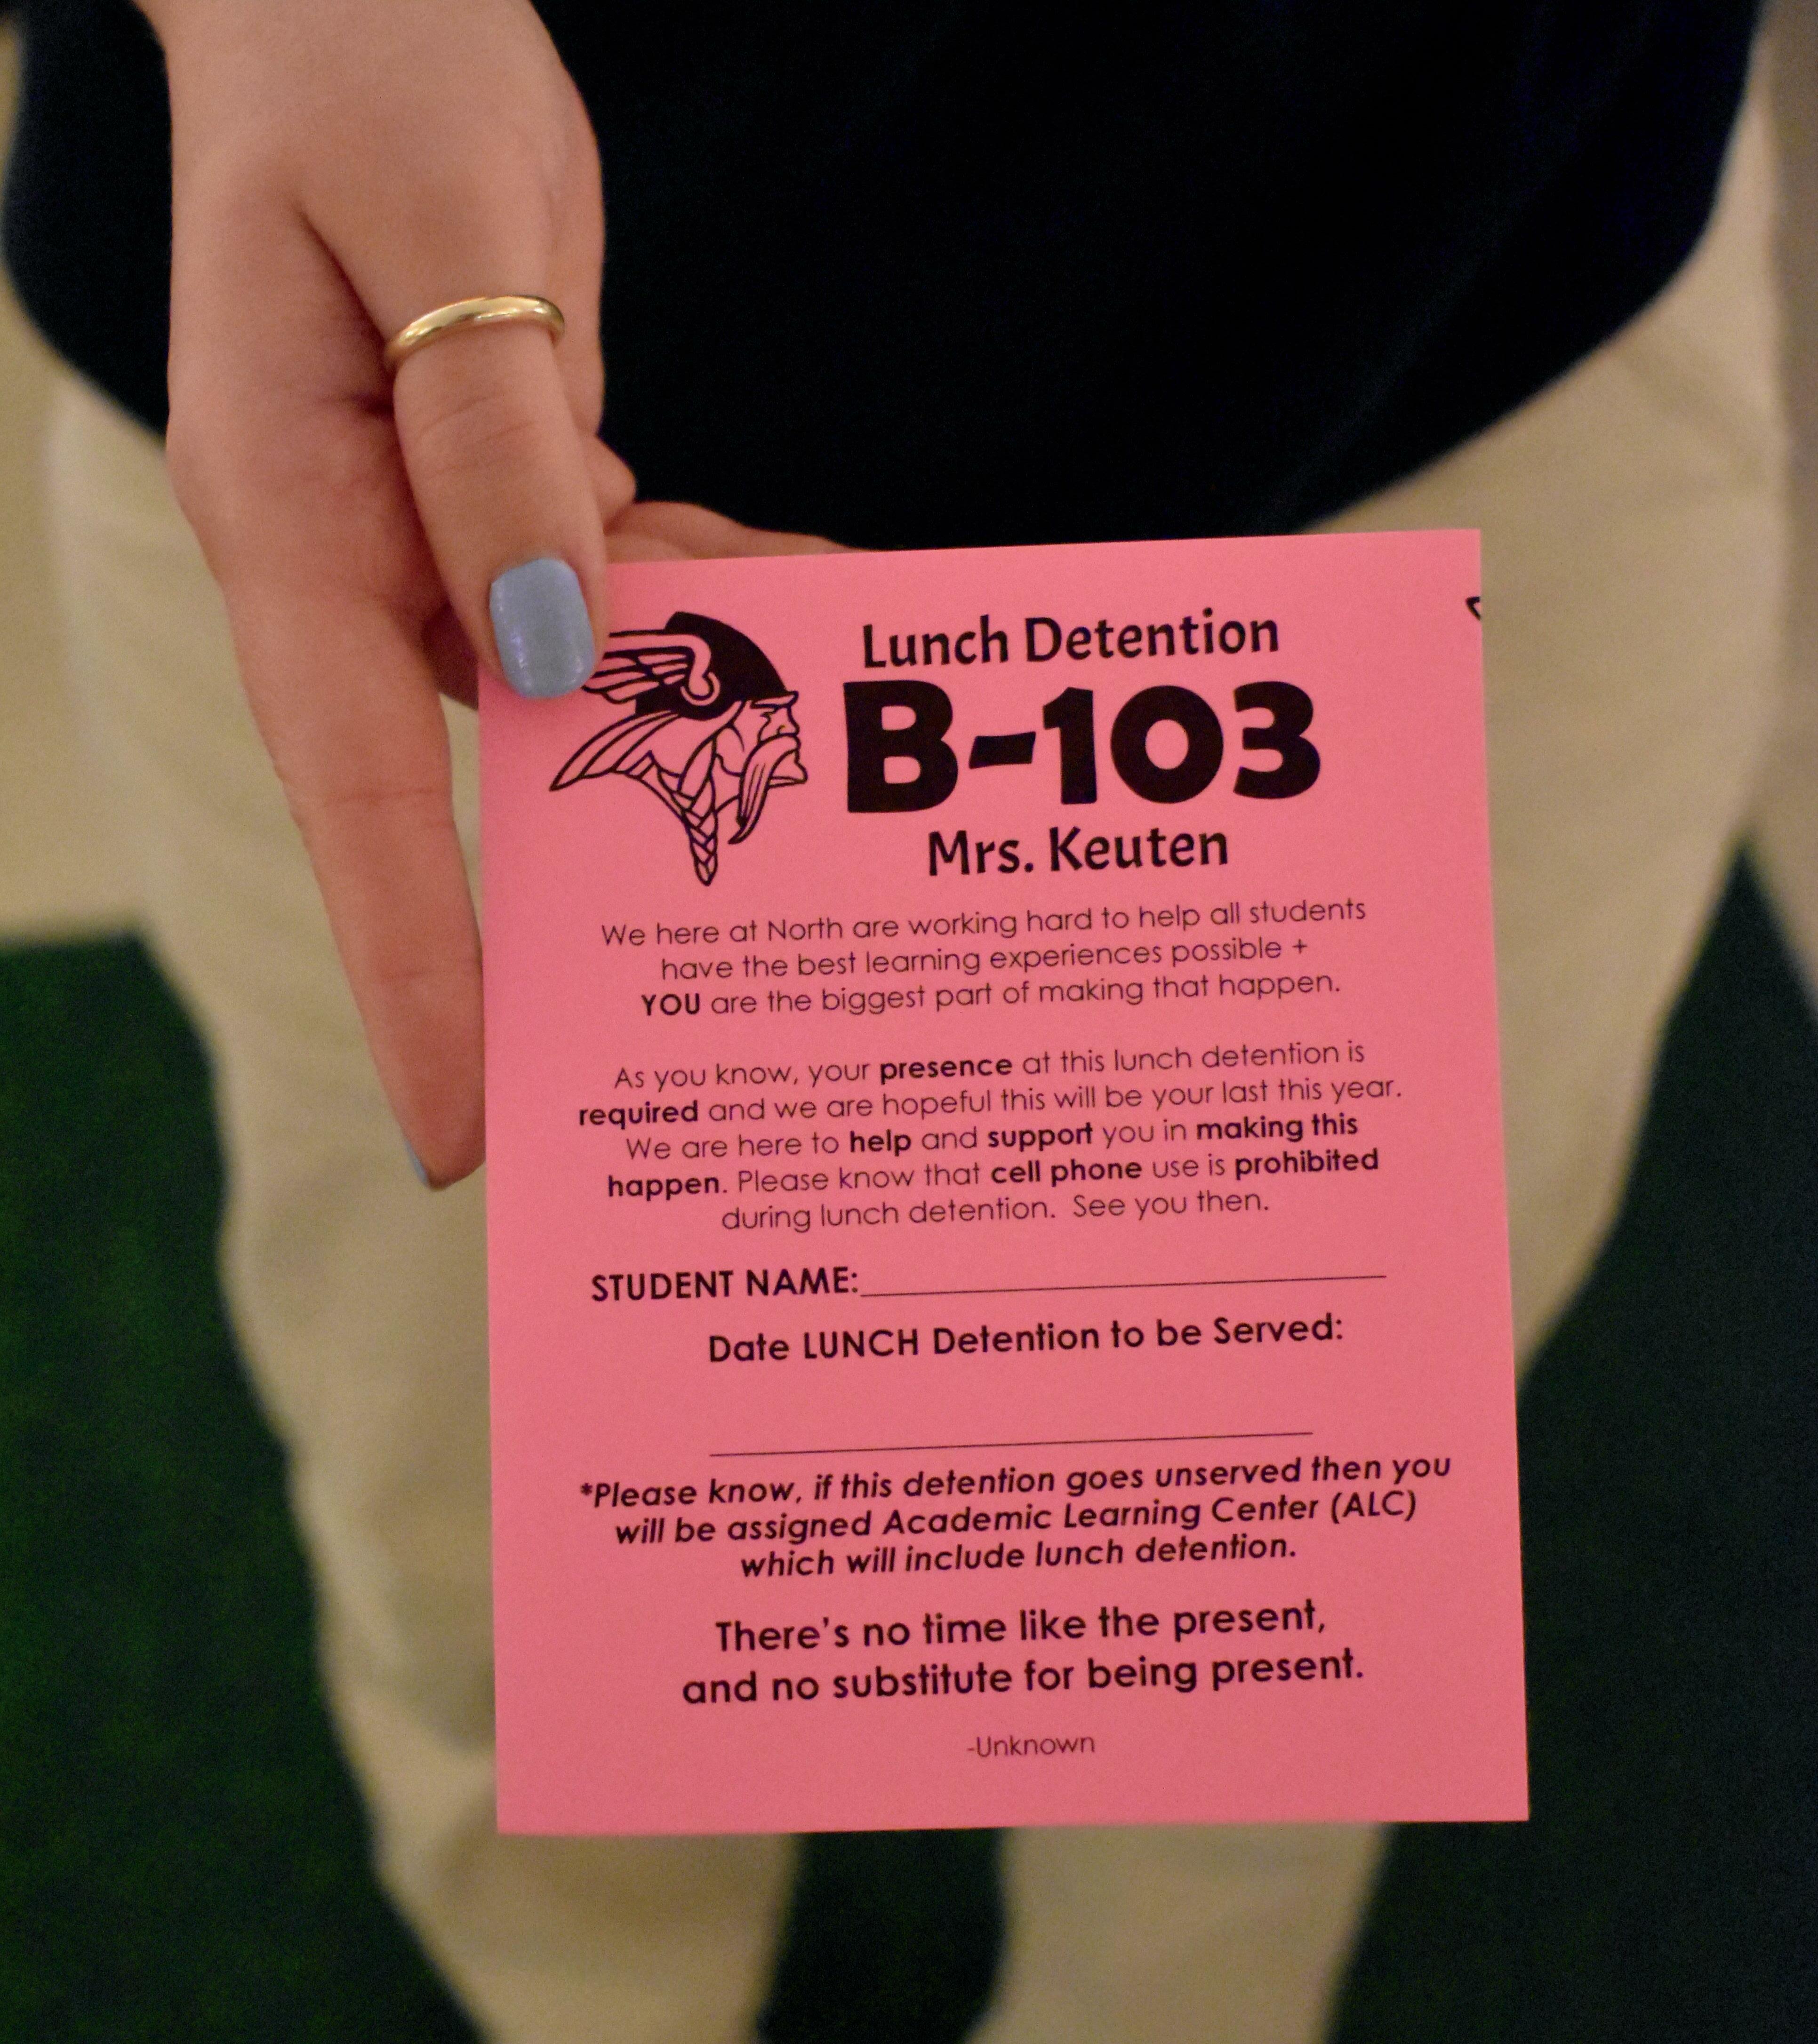 Lunch Detention
B-103
Mrs. Keuten
We here at North are working hard to help all students
have the best learning experiences possible +
YOU are the biggest part of making that happen.
As you know, your presence at this lunch detention is
required and we are hopeful this will be your last this year.
We are here to help and support you in making this
happen. Please know that cell phone use is prohibited
during lunch detention. See you then.
STUDENT NAME:
Date LUNCH Detention to be Served:
*Please know, if this detention goes unserved then you
will be assigned Academic Learning Center (ALC)
which will include lunch detention.
There's no time like the present,
and no substitute for being present.
-Unknown